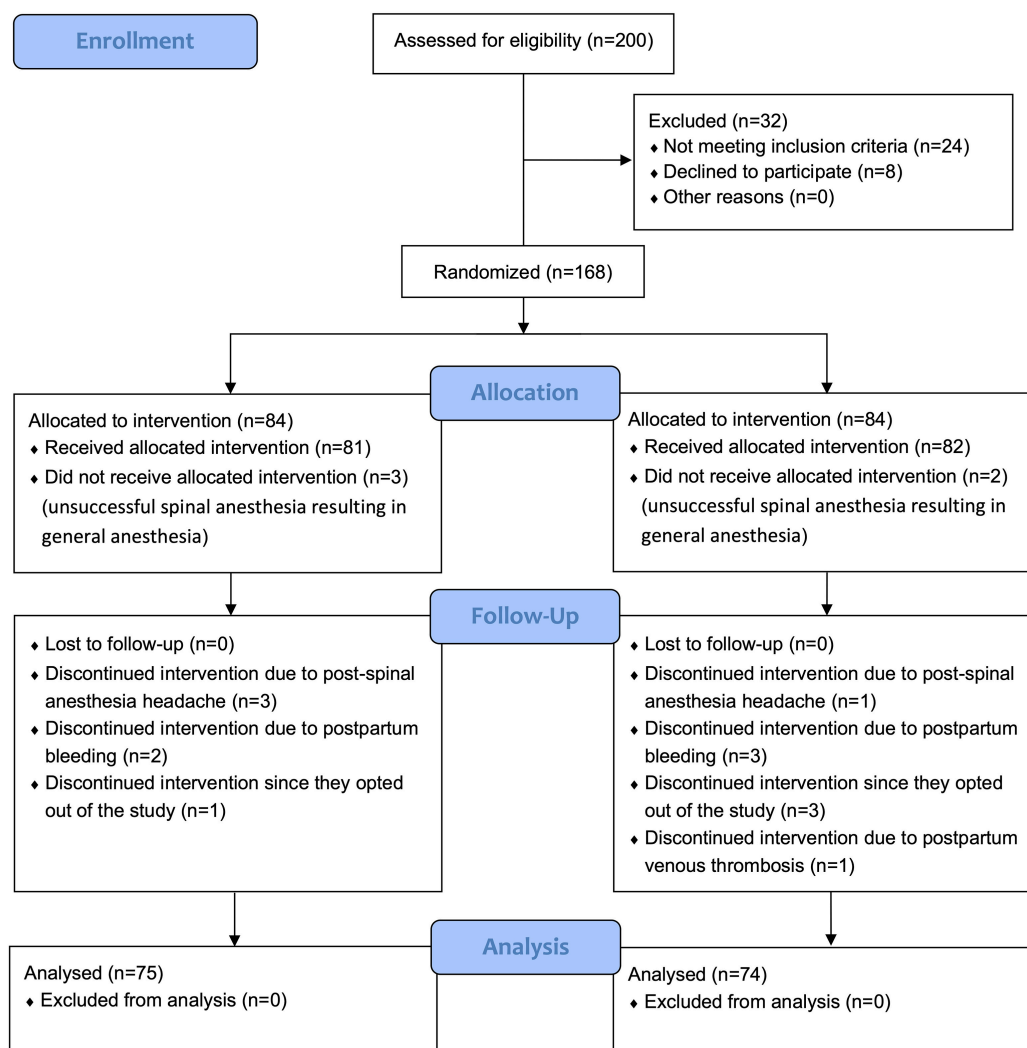 Enrollment
Assessed for eligibility (n=200)
Excluded (n=32)
♦ Not meeting inclusion criteria (n=24)
♦ Declined to participate (n=8)
♦ Other reasons (n=0)
Randomized (n=168)
Allocation
Allocated to intervention (n=84)
♦ Received allocated intervention (n=81)
♦ Did not receive allocated intervention (n=3)
(unsuccessful spinal anesthesia resulting in
general anesthesia)
Allocated to intervention (n=84)
♦ Received allocated intervention (n=82)
♦ Did not receive allocated intervention (n=2)
(unsuccessful spinal anesthesia resulting in
general anesthesia)
Follow-Up
♦ Lost to follow-up (n=0)
♦ Discontinued intervention due to post-spinal
anesthesia headache (n=3)
♦ Discontinued intervention due to postpartum
bleeding (n=2)
♦ Discontinued intervention since they opted
out of the study (n=1)
♦ Lost to follow-up (n=0)
♦ Discontinued intervention due to post-spinal
anesthesia headache (n=1)
♦ Discontinued intervention due to postpartum
bleeding (n=3)
♦ Discontinued intervention since they opted
out of the study (n=3)
♦ Discontinued intervention due to postpartum
venous thrombosis (n=1)
Analysis
Analysed (n=75)
♦ Excluded from analysis (n=0)
Analysed (n=74)
♦ Excluded from analysis (n=0)